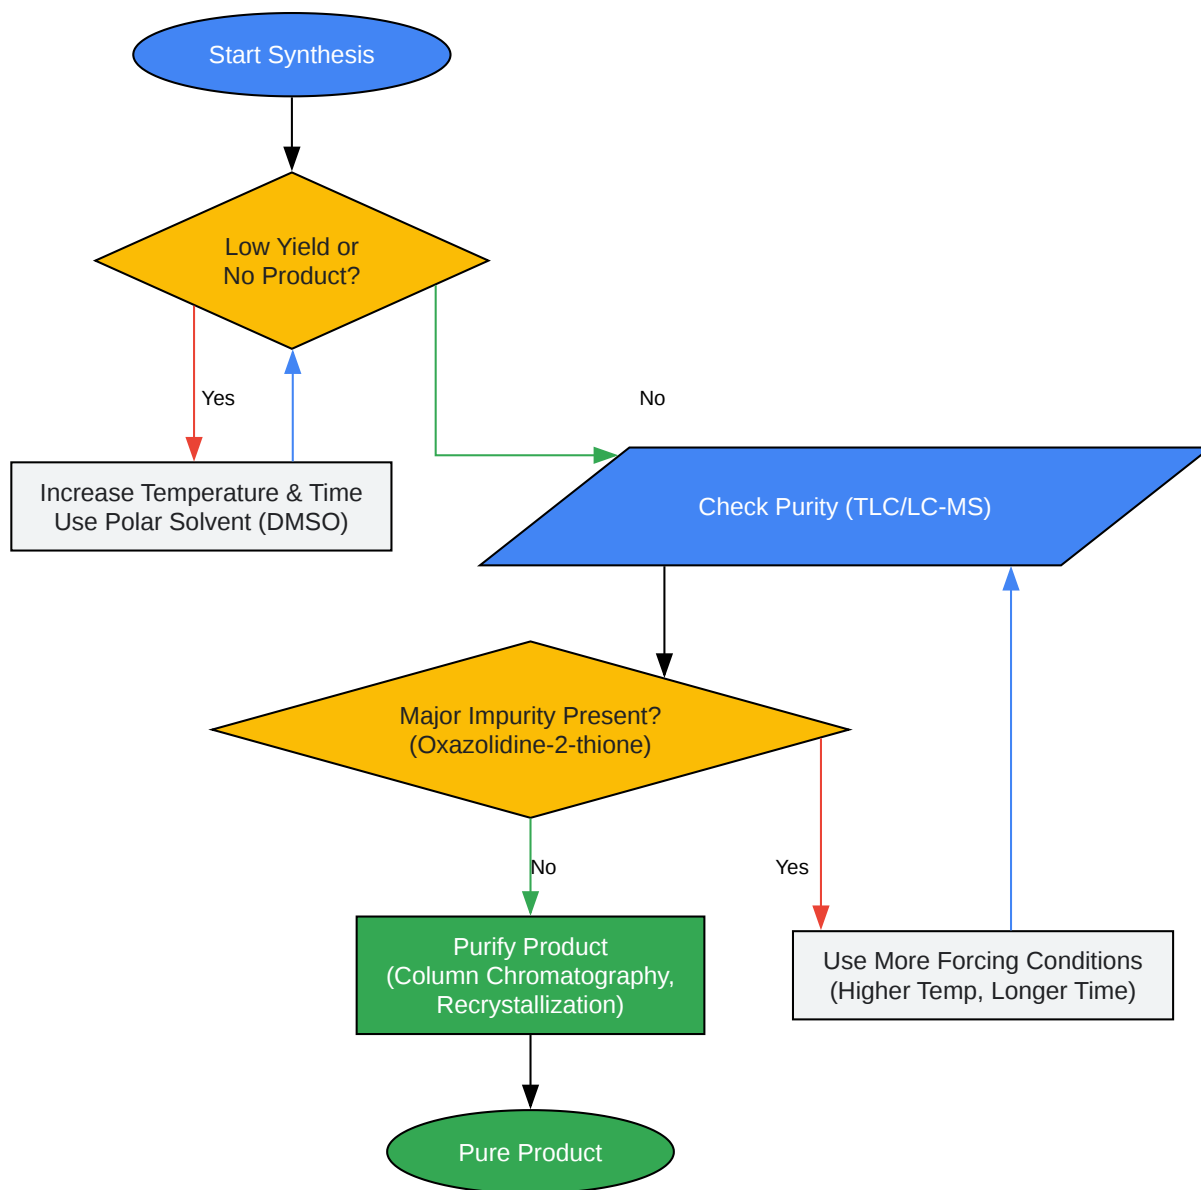 Start Synthesis
Low Yield or
No Product?
Yes
No
Increase Temperature & Time
Use Polar Solvent (DMSO)
Check Purity (TLC/LC-MS)
Major Impurity Present?
(Oxazolidine-2-thione)
No
Yes
Purify Product
(Column Chromatography,
Recrystallization)
Use More Forcing Conditions
(Higher Temp, Longer Time)
Pure Product